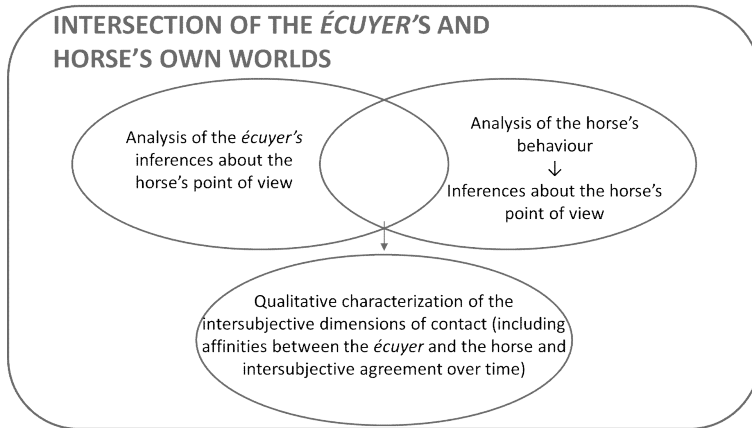 INTERSECTION OF THE ÉCUYER'S AND
HORSE'S OWN WORLDS
Analysis of the écuyer's
inferences about the
horse's point of view
Analysis of the horse's
behaviour
↓
Inferences about the horse's
point of view
Qualitative characterization of the
intersubjective dimensions of contact (including
affinities between the écuyer and the horse and
intersubjective agreement over time)